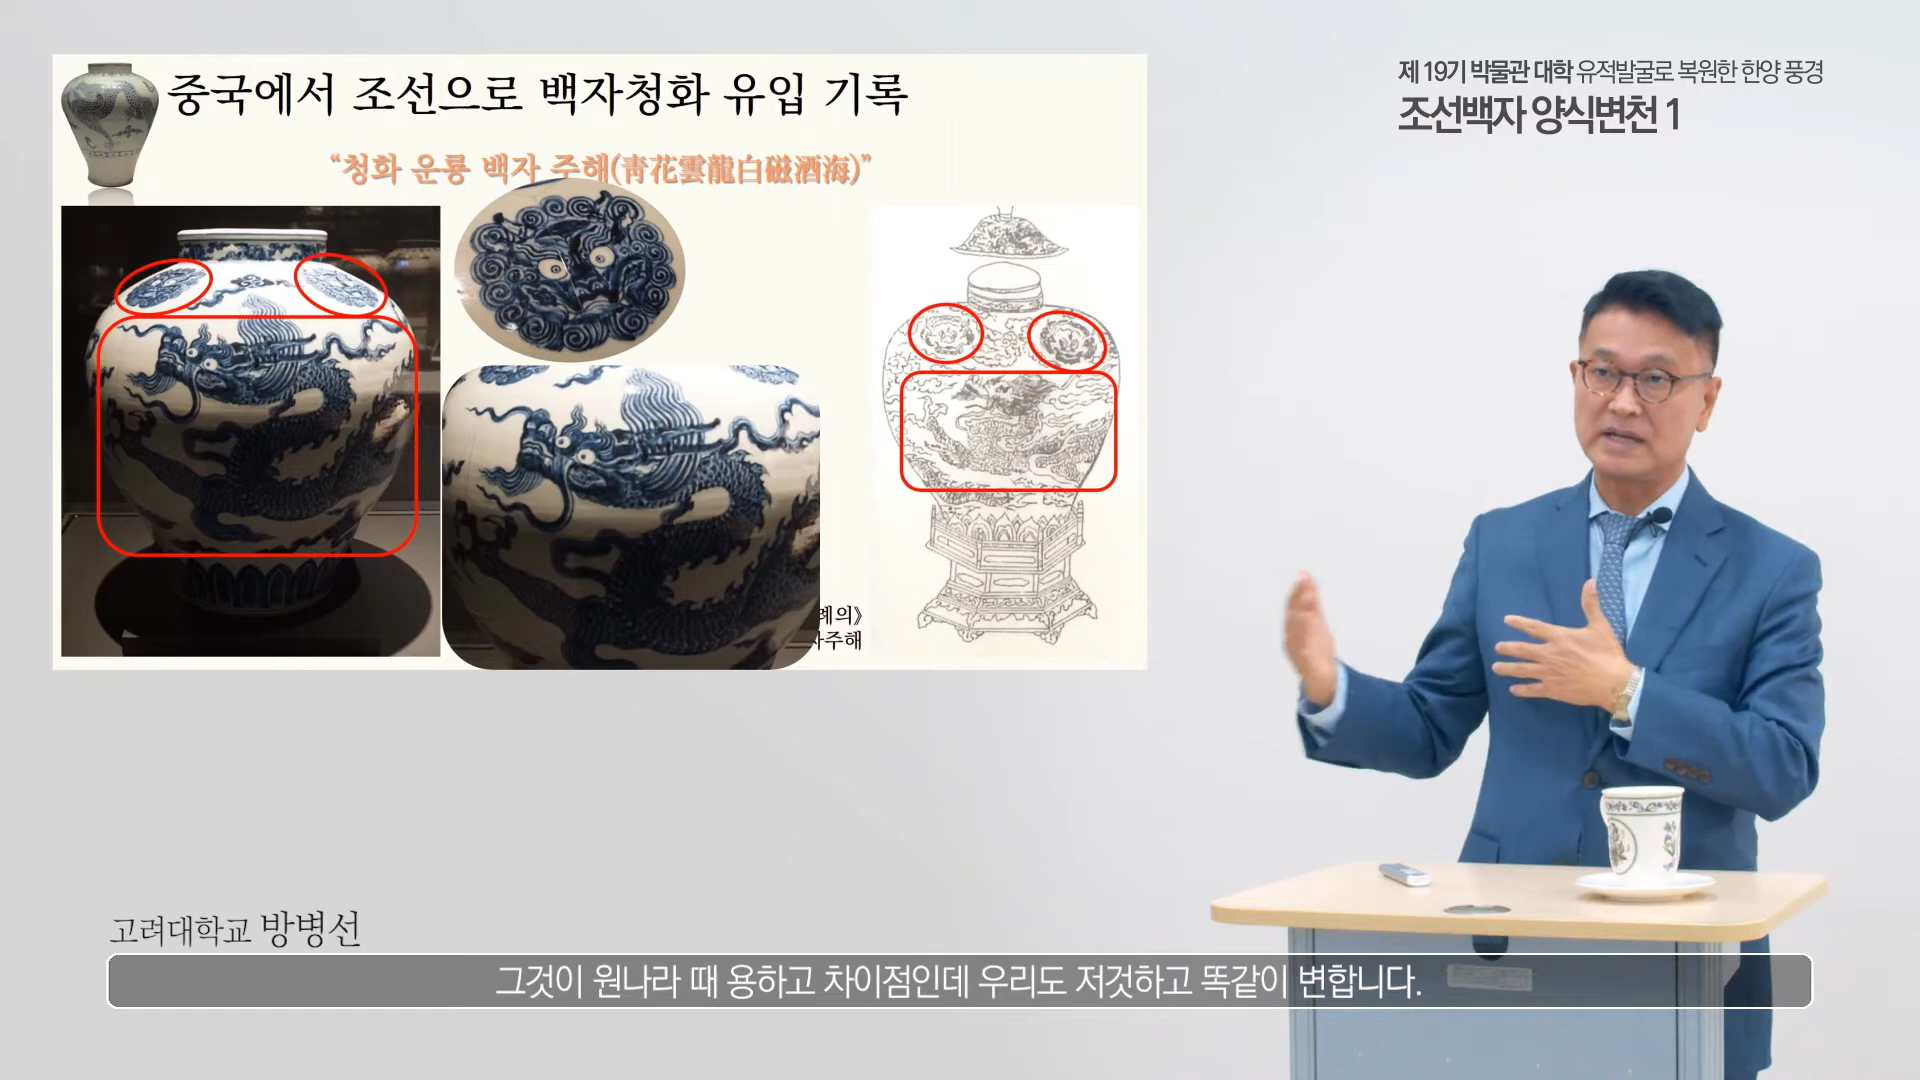 중국에서 조선으로 백자청화 유입 기록
“청화 운룡 백자 주해(靑花雲龍白磁酒海)”
례의》
주해
제 19기 박물관 대학 유적발굴로 복원한 한양 풍경
조선백자 양식변천 1
고려대학교 방병선
그것이 원나라 때 용하고 차이점인데 우리도 저것하고 똑같이 변합니다.